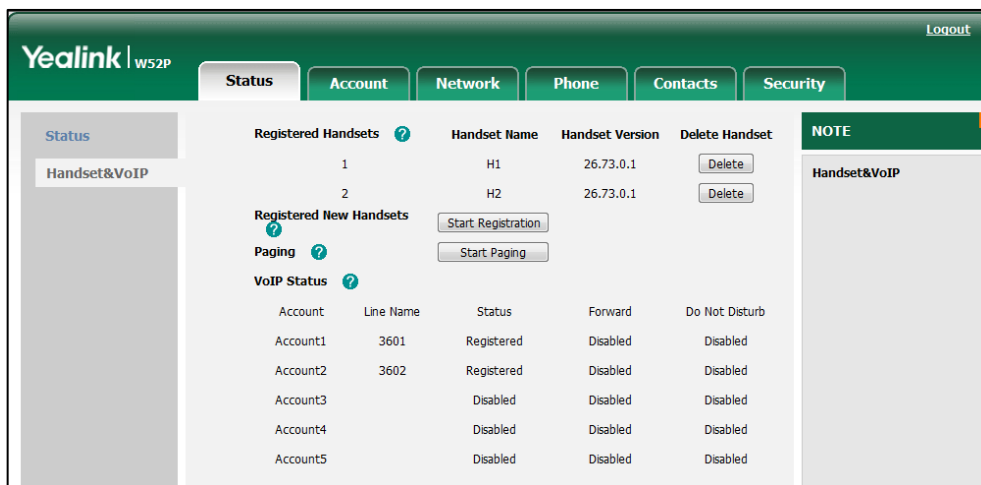 Logout
Yealink W52P
Status Account Network Phone Contacts Security
Status
Handset&VoIP
Registered Handsets ? Handset Name Handset Version Delete Handset
1 H1 26.73.0.1 Delete
2 H2 26.73.0.1 Delete
Registered New Handsets ? Start Registration
Paging ? Start Paging
VoIP Status ?
Account Line Name Status Forward Do Not Disturb
Account1 3601 Registered Disabled Disabled
Account2 3602 Registered Disabled Disabled
Account3 Disabled Disabled Disabled
Account4 Disabled Disabled Disabled
Account5 Disabled Disabled Disabled
NOTE
Handset&VoIP